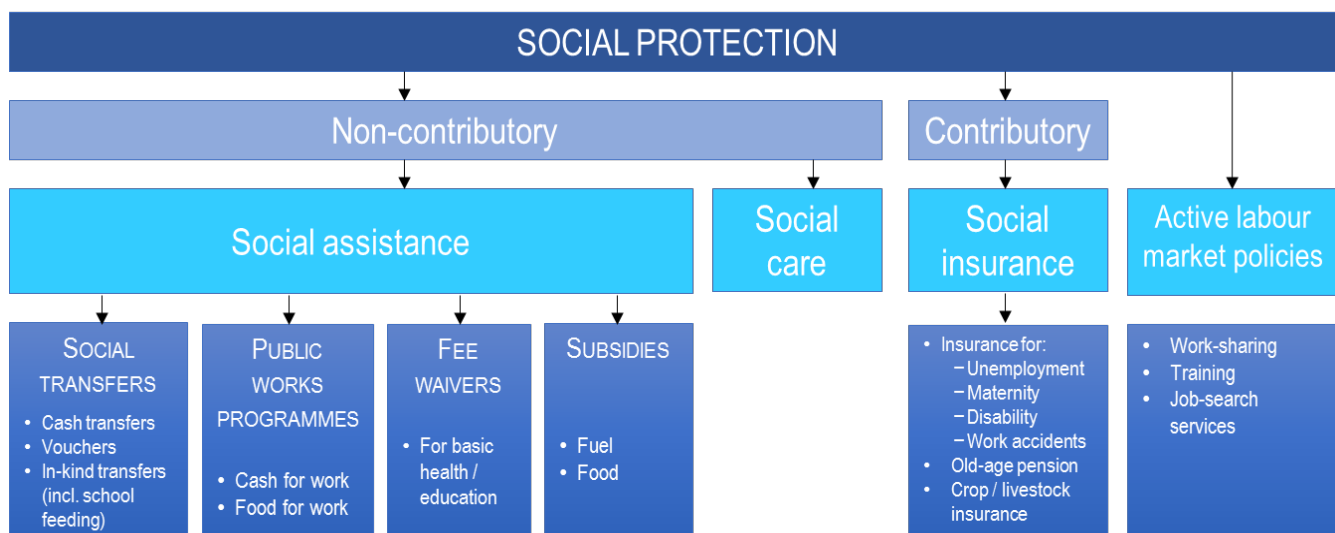 SOCIAL PROTECTION
Non-contributory
Contributory
Social assistance
Social
care
Social
insurance
Active labour
market policies
SOCIAL
TRANSFERS
• Cash transfers
• Vouchers
• In-kind transfers
(incl. school
feeding)
PUBLIC
WORKS
PROGRAMMES
• Cash for work
• Food for work
FEE
WAIVERS
• For basic
health /
education
SUBSIDIES
• Fuel
• Food
• Insurance for:
– Unemployment
– Maternity
– Disability
– Work accidents
• Old-age pension
• Crop / livestock
insurance
• Work-sharing
• Training
• Job-search
services